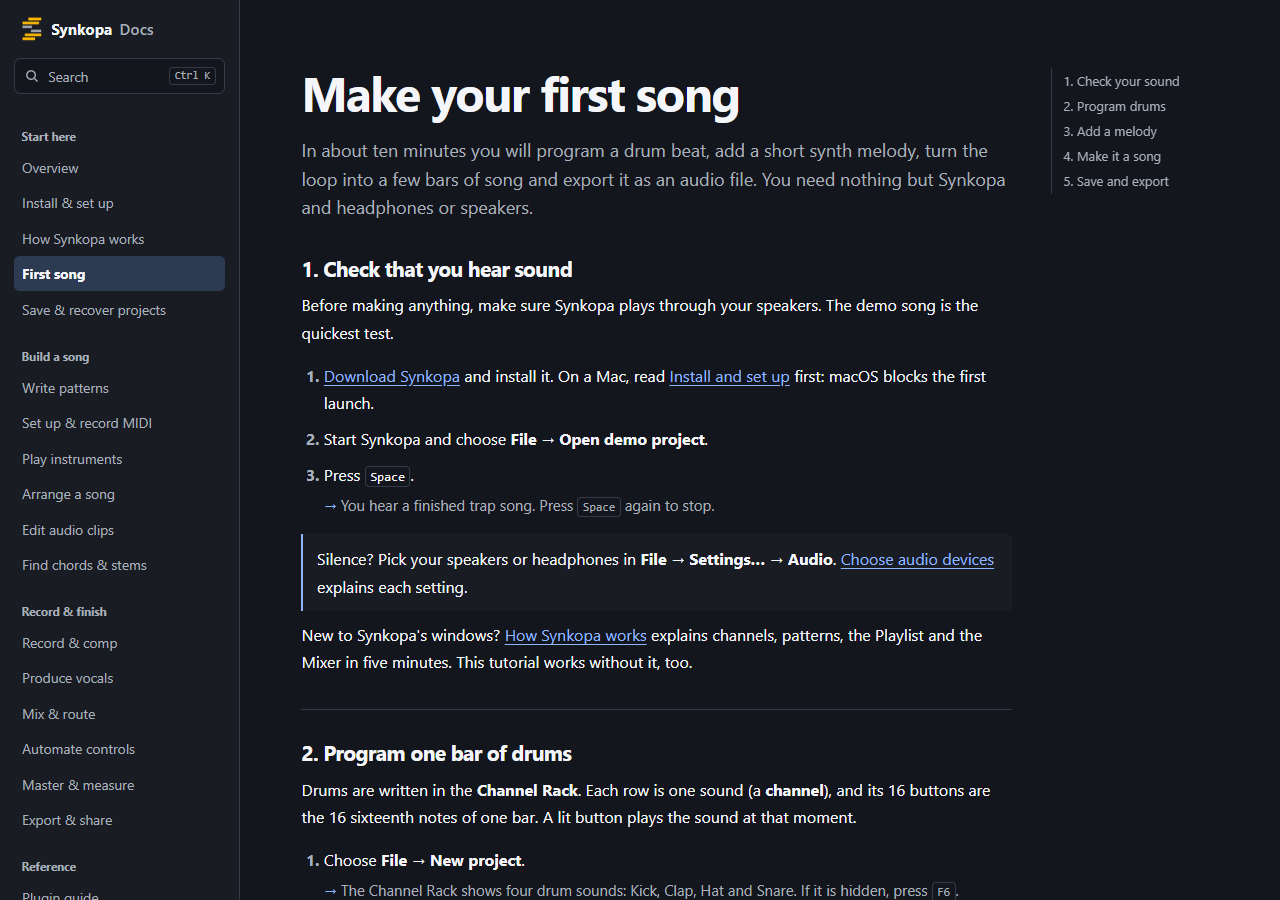 Synkopa Docs
Search
Ctrl K
Start here
Overview
Install & set up
How Synkopa works
First song
Save & recover projects
Build a song
Write patterns
Set up & record MIDI
Play instruments
Arrange a song
Edit audio clips
Find chords & stems
Record & finish
Record & comp
Produce vocals
Mix & route
Automate controls
Master & measure
Export & share
Reference
Plugin guide
Make your first song
In about ten minutes you will program a drum beat, add a short synth melody, turn the
loop into a few bars of song and export it as an audio file. You need nothing but Synkopa
and headphones or speakers.
1. Check that you hear sound
Before making anything, make sure Synkopa plays through your speakers. The demo song is the
quickest test.
1. Download Synkopa and install it. On a Mac, read Install and set up first: macOS blocks the first
launch.
2. Start Synkopa and choose File → Open demo project.
3. Press Space.
→ You hear a finished trap song. Press Space again to stop.
Silence? Pick your speakers or headphones in File → Settings... → Audio. Choose audio devices
explains each setting.
New to Synkopa's windows? How Synkopa works explains channels, patterns, the Playlist and the
Mixer in five minutes. This tutorial works without it, too.
2. Program one bar of drums
Drums are written in the Channel Rack. Each row is one sound (a channel), and its 16 buttons are
the 16 sixteenth notes of one bar. A lit button plays the sound at that moment.
1. Choose File → New project.
→ The Channel Rack shows four drum sounds: Kick, Clap, Hat and Snare. If it is hidden, press F6.
1. Check your sound
2. Program drums
3. Add a melody
4. Make it a song
5. Save and export